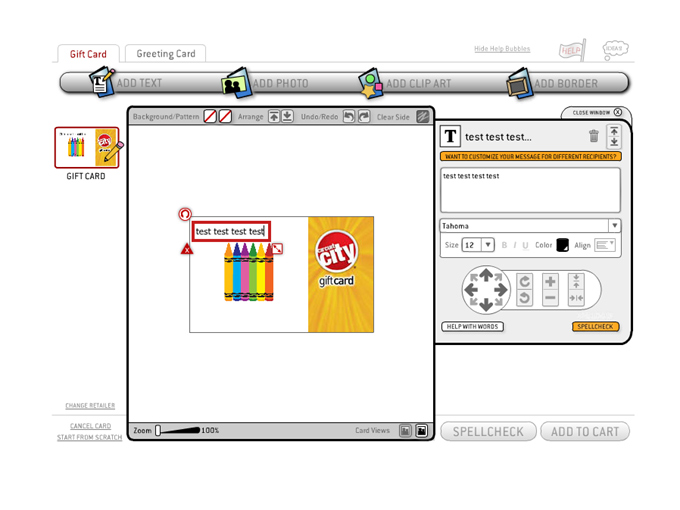 Gift Card
Greeting Card
Hide Help Bubbles
HELP
IDEAS
ADD TEXT
ADD PHOTO
ADD CLIP ART
ADD BORDER
CLOSE WINDOW
Background/Pattern
Arrange
Undo/Redo
Clear Side
T test test test...
WANT TO CUSTOMIZE YOUR MESSAGE FOR DIFFERENT RECIPIENTS?
test test test test
city
GIFT CARD
test test test test
circuit
city
giftcard
Tahoma
Size 12 B I U Color Align
HELP WITH WORDS
SPELLCHECK
CHANGE RETAILER
CANCEL CARD
START FROM SCRATCH
Zoom 100%
Card Views
SPELLCHECK
ADD TO CART